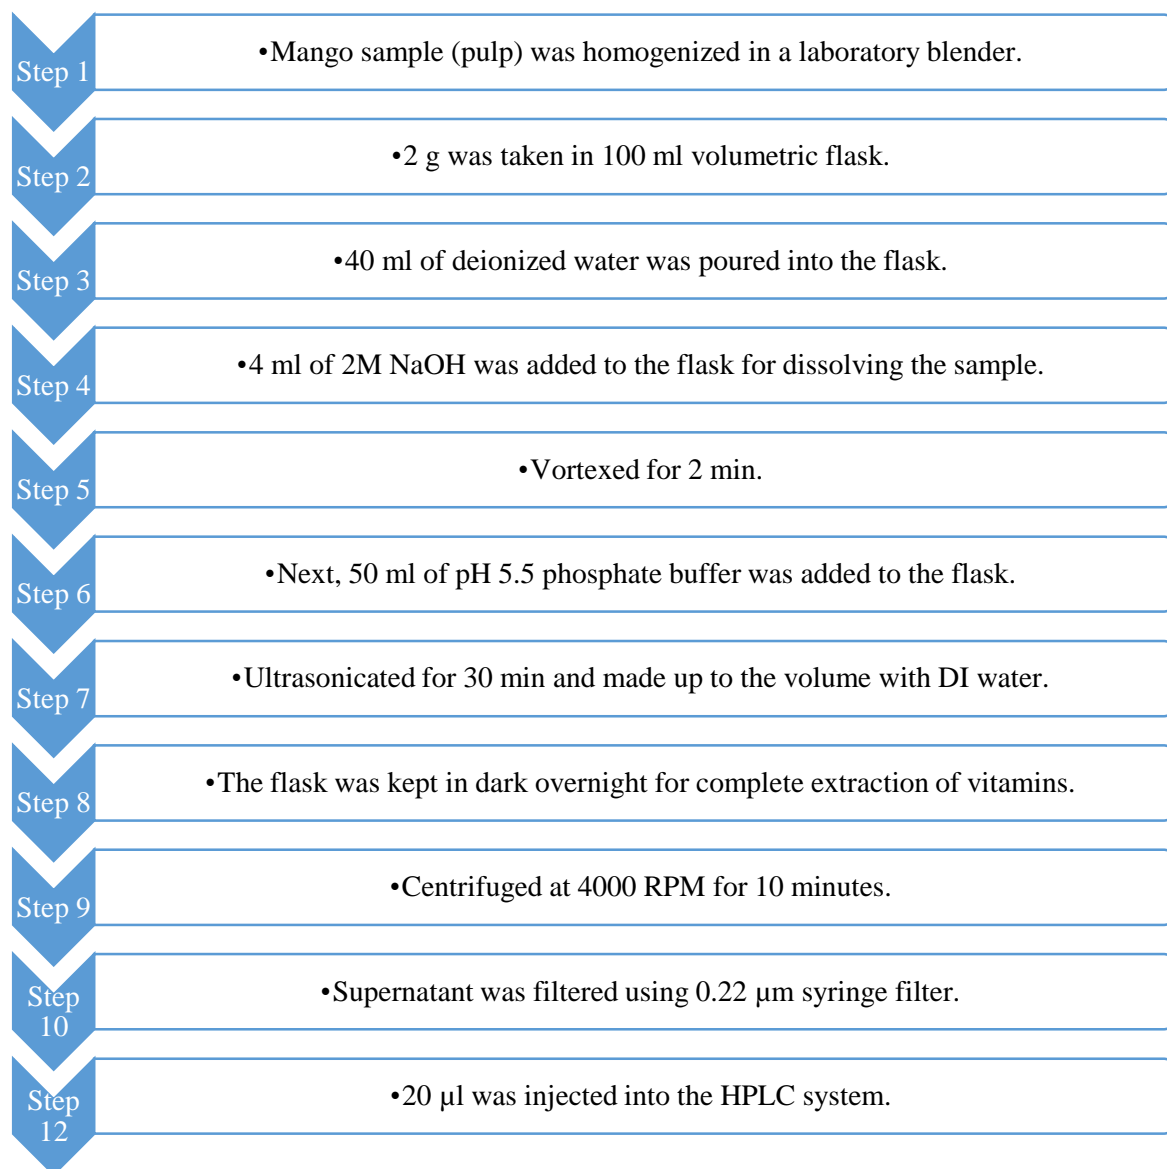 Step 1
•Mango sample (pulp) was homogenized in a laboratory blender.
Step 2
•2 g was taken in 100 ml volumetric flask.
Step 3
•40 ml of deionized water was poured into the flask.
Step 4
•4 ml of 2M NaOH was added to the flask for dissolving the sample.
Step 5
•Vortexed for 2 min.
Step 6
•Next, 50 ml of pH 5.5 phosphate buffer was added to the flask.
Step 7
•Ultrasonicated for 30 min and made up to the volume with DI water.
Step 8
•The flask was kept in dark overnight for complete extraction of vitamins.
Step 9
•Centrifuged at 4000 RPM for 10 minutes.
Step
10
•Supernatant was filtered using 0.22 µm syringe filter.
Step
12
•20 µl was injected into the HPLC system.